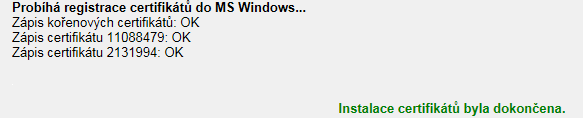 Probíhá registrace certifikátů do MS Windows...
Zápis kořenových certifikátů: OK
Zápis certifikátu 11088479: OK
Zápis certifikátu 2131994: OK
Instalace certifikátů byla dokončena.